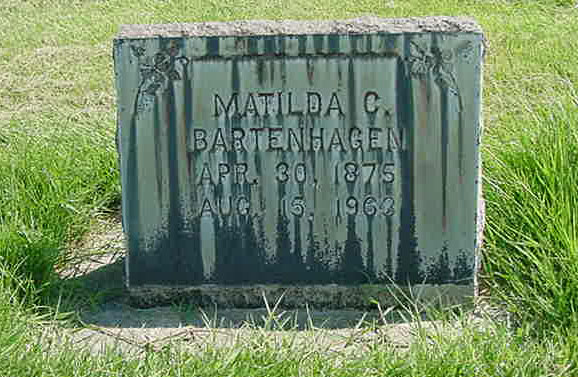 MATILDA C.
BARTENHAGEN
APR. 30, 1875
AUG. 15, 1963